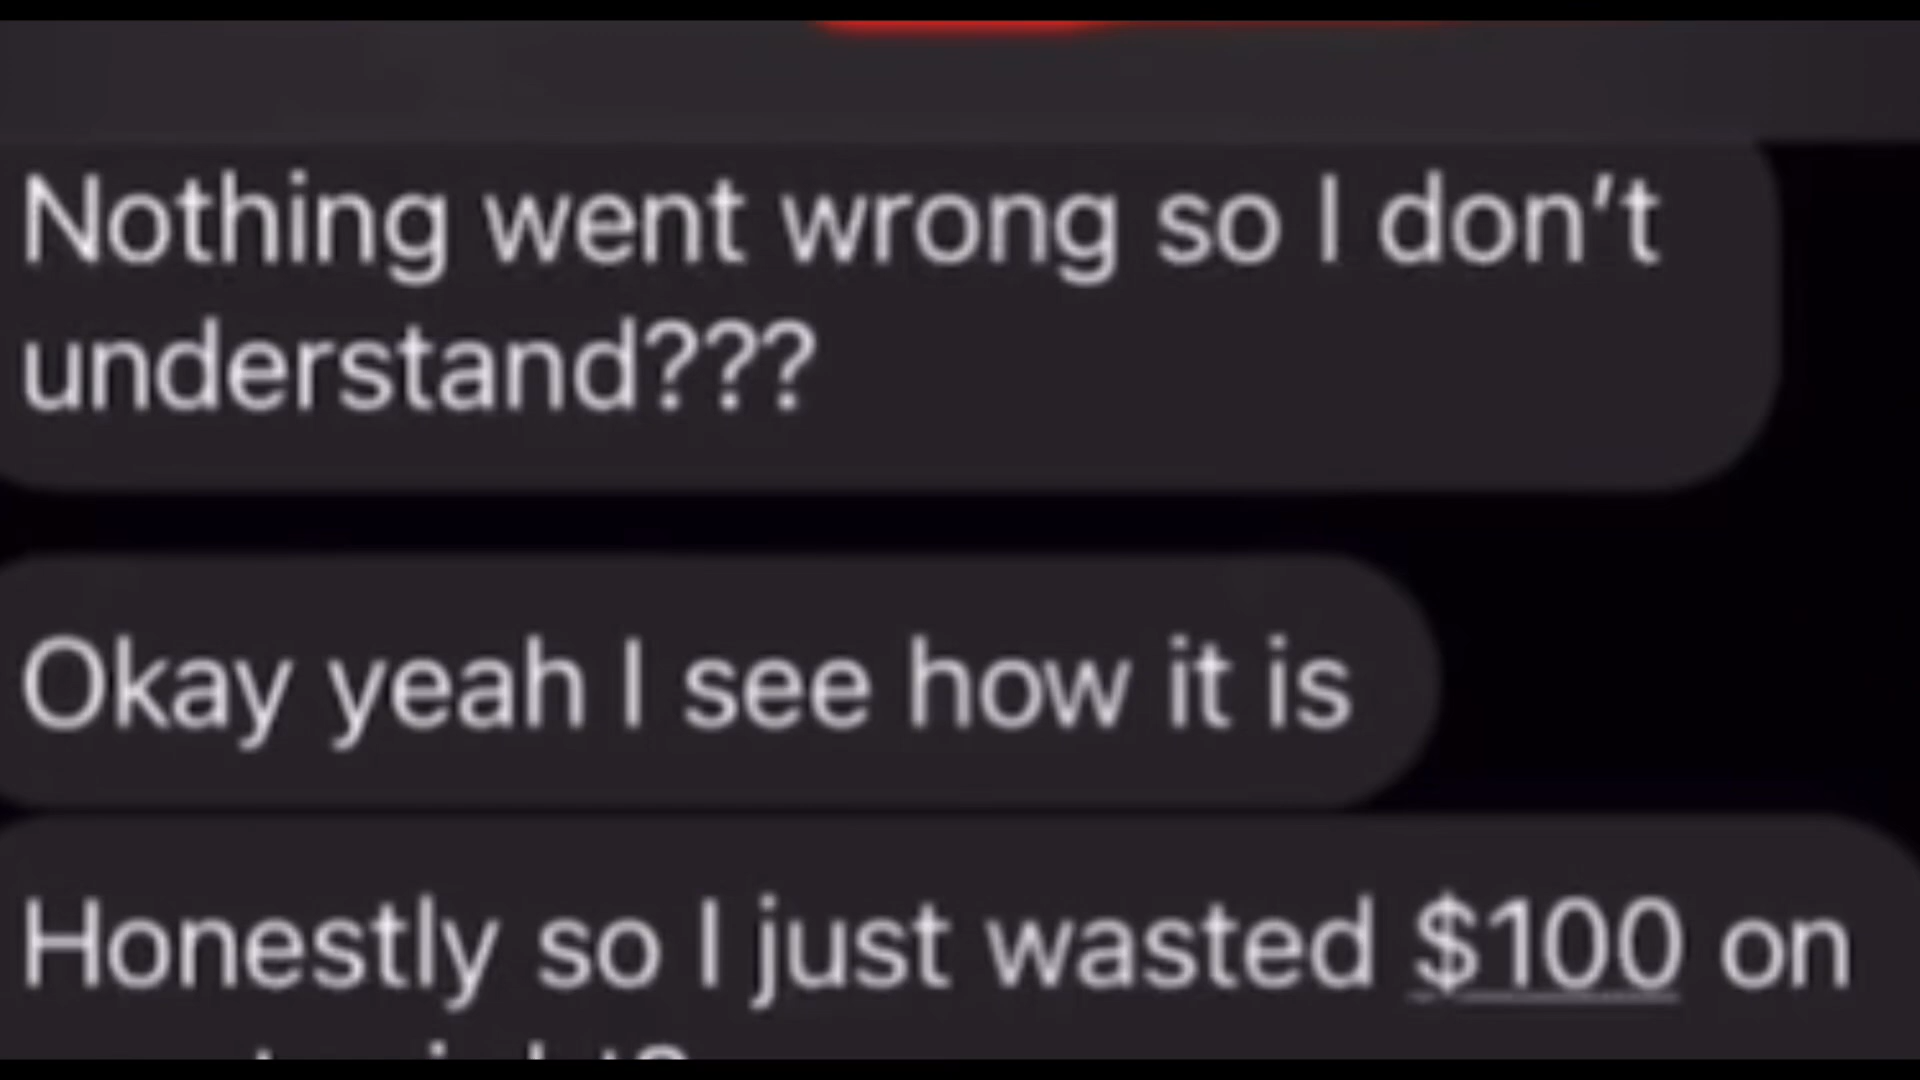 Nothing went wrong so I don't
understand???
Okay yeah I see how it is
Honestly so I just wasted $100 on